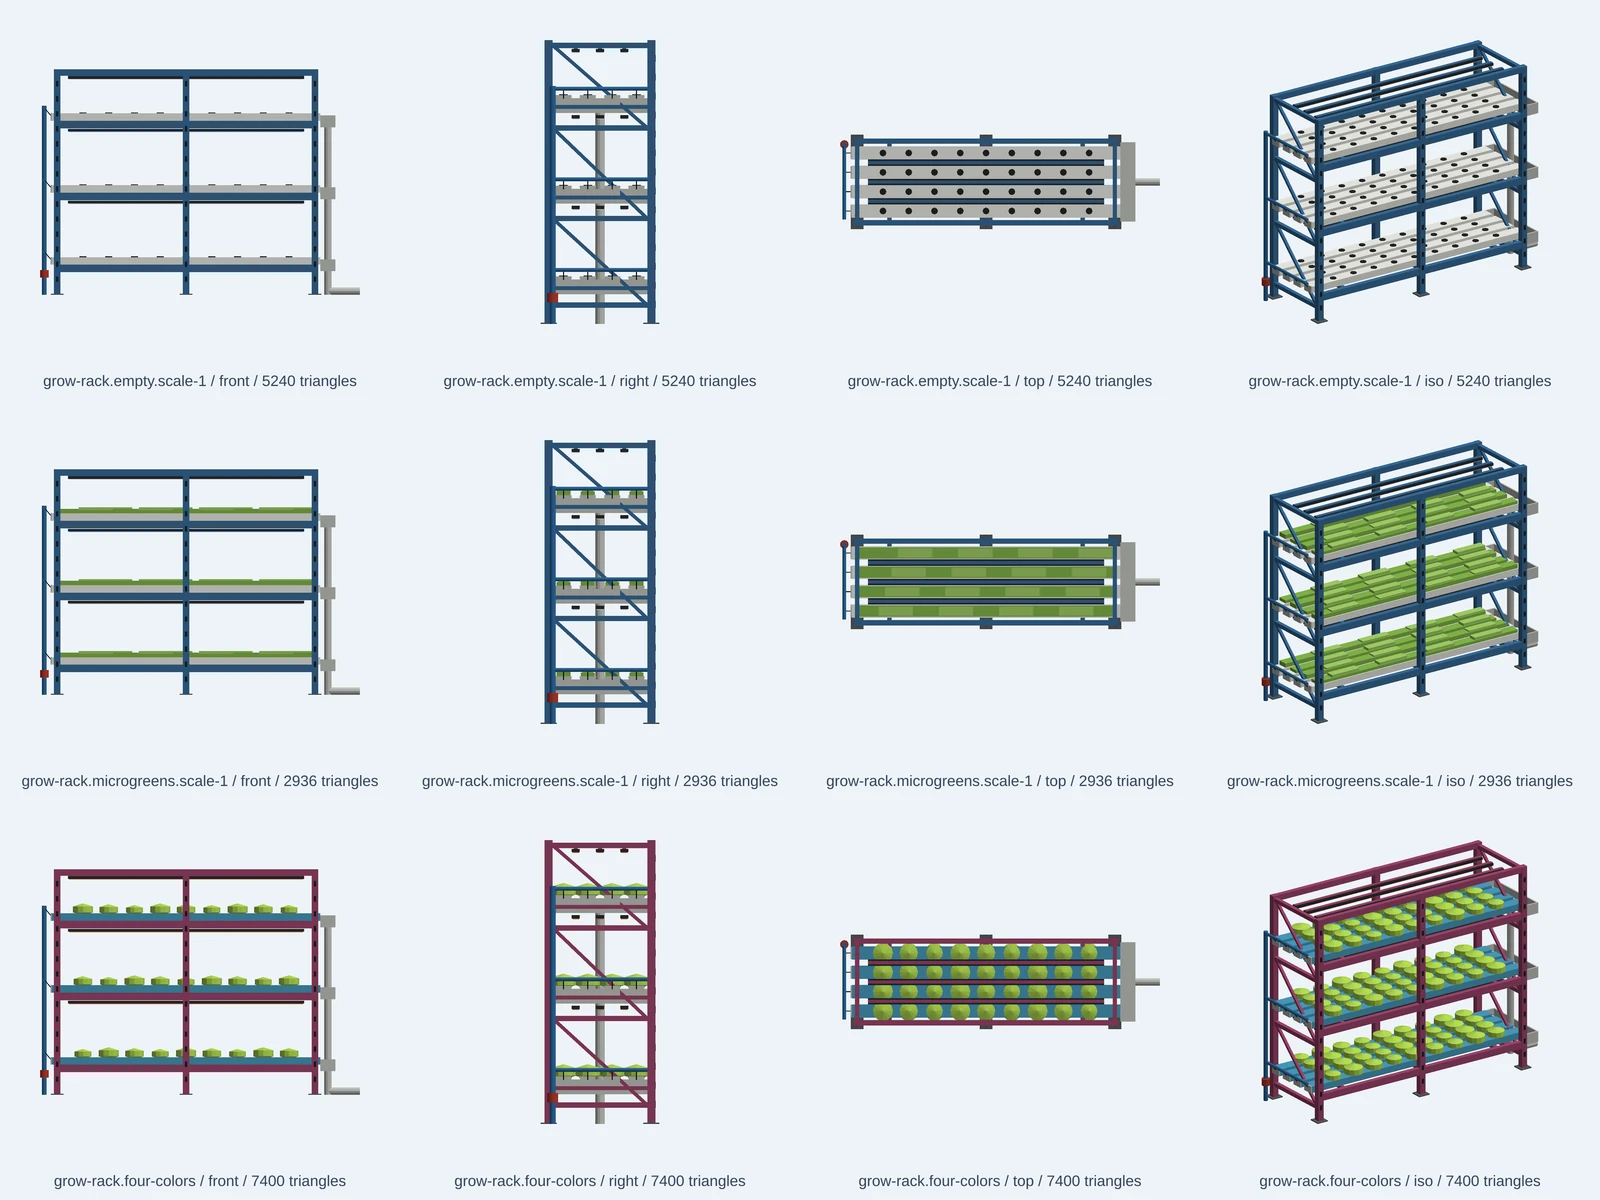 grow-rack.empty.scale-1 / front / 5240 triangles
grow-rack.empty.scale-1 / right / 5240 triangles
grow-rack.empty.scale-1 / top / 5240 triangles
grow-rack.empty.scale-1 / iso / 5240 triangles
grow-rack.microgreens.scale-1 / front / 2936 triangles
grow-rack.microgreens.scale-1 / right / 2936 triangles
grow-rack.microgreens.scale-1 / top / 2936 triangles
grow-rack.microgreens.scale-1 / iso / 2936 triangles
grow-rack.four-colors / front / 7400 triangles
grow-rack.four-colors / right / 7400 triangles
grow-rack.four-colors / top / 7400 triangles
grow-rack.four-colors / iso / 7400 triangles